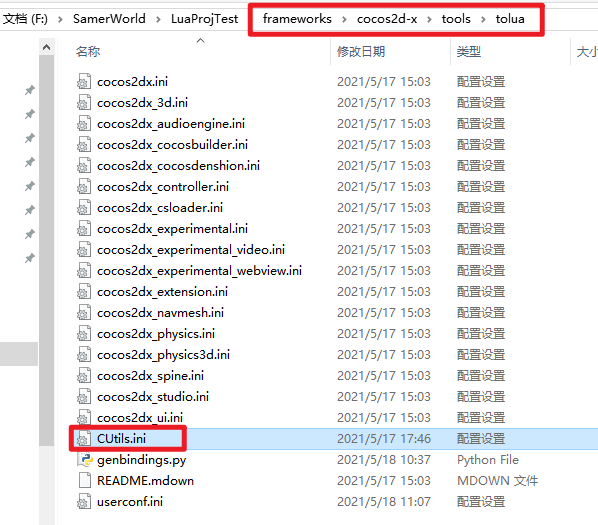 文档 (F:) > SamerWorld > LuaProjTest > frameworks > cocos2d-x > tools > tolua
名称 修改日期 类型 大小
cocos2dx.ini 2021/5/17 15:03 配置设置
cocos2dx_3d.ini 2021/5/17 15:03 配置设置
cocos2dx_audioengine.ini 2021/5/17 15:03 配置设置
cocos2dx_cocosbuilder.ini 2021/5/17 15:03 配置设置
cocos2dx_cocosdenshion.ini 2021/5/17 15:03 配置设置
cocos2dx_controller.ini 2021/5/17 15:03 配置设置
cocos2dx_csloader.ini 2021/5/17 15:03 配置设置
cocos2dx_experimental.ini 2021/5/17 15:03 配置设置
cocos2dx_experimental_video.ini 2021/5/17 15:03 配置设置
cocos2dx_experimental_webview.ini 2021/5/17 15:03 配置设置
cocos2dx_extension.ini 2021/5/17 15:03 配置设置
cocos2dx_navmesh.ini 2021/5/17 15:03 配置设置
cocos2dx_physics.ini 2021/5/17 15:03 配置设置
cocos2dx_physics3d.ini 2021/5/17 15:03 配置设置
cocos2dx_spine.ini 2021/5/17 15:03 配置设置
cocos2dx_studio.ini 2021/5/17 15:03 配置设置
cocos2dx_ui.ini 2021/5/17 15:03 配置设置
CUtils.ini 2021/5/17 17:46 配置设置
genbindings.py 2021/5/18 10:37 Python File
README.mdown 2021/5/17 15:03 MDOWN 文件
userconf.ini 2021/5/18 11:07 配置设置